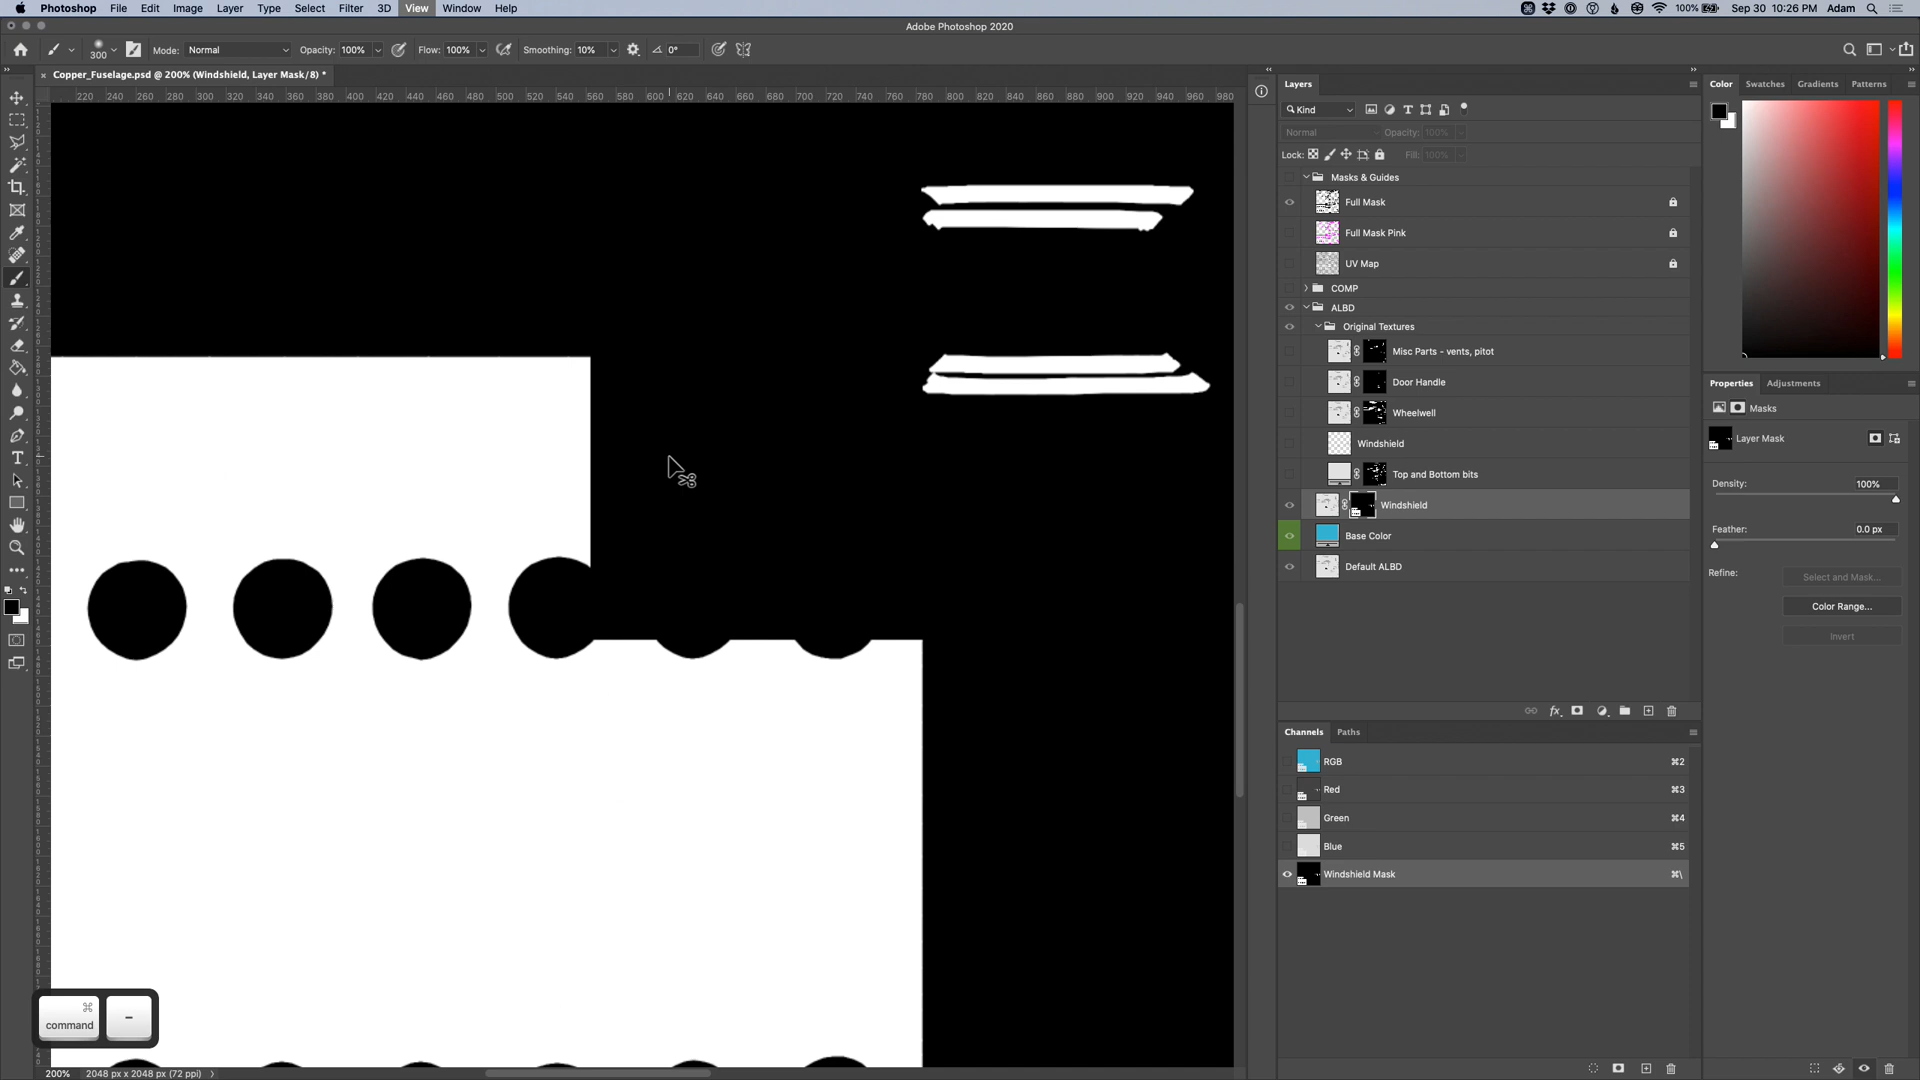 Photoshop File Edit Image Layer Type Select Filter 3D View Window Help 100% Sep 30 10:26 PM Adam
Adobe Photoshop 2020
300 Mode: Normal Opacity: 100% Flow: 100% Smoothing: 10% 0°
Copper_Fuselage.psd @ 200% (Windshield, Layer Mask/8) *
220 240 260 280 300 320 340 360 380 400 420 440 460 480 500 520 540 560 580 600 620 640 660 680 700 720 740 760 780 800 820 840 860 880 900 920 940 960 980
Layers
Kind
Normal Opacity: 100%
Lock: Fill: 100%
Masks & Guides
Full Mask
Full Mask Pink
UV Map
COMP
ALBD
Original Textures
Misc Parts - vents, pitot
Door Handle
Wheelwell
Windshield
Top and Bottom bits
Windshield
Base Color
Default ALBD
fx
Channels Paths
RGB ⌘2
Red ⌘3
Green ⌘4
Blue ⌘5
Windshield Mask ⌘\
Color Swatches Gradients Patterns
Properties Adjustments
Masks
Layer Mask
Density: 100%
Feather: 0.0 px
Refine: Select and Mask...
Color Range...
Invert
⌘
command
-
200% 2048 px x 2048 px (72 ppi)